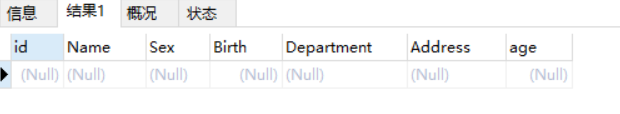 信息 结果1 概况 状态
id Name Sex Birth Department Address age
(Null) (Null) (Null) (Null) (Null) (Null) (Null)